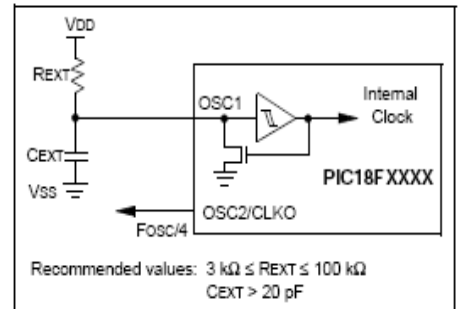 VDD
REXT
OSC1
Internal
Clock
CEXT
PIC18FXXXX
VSS
OSC2/CLKO
FOSC/4
Recommended values: 3 kΩ ≤ REXT ≤ 100 kΩ
CEXT > 20 pF